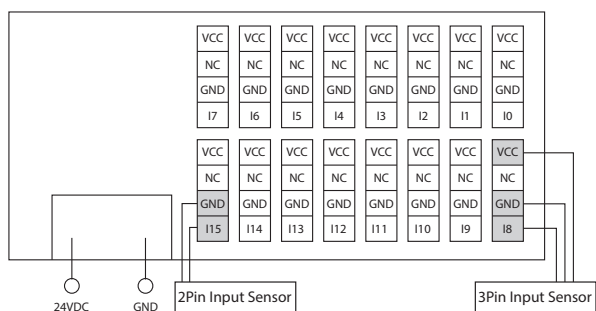 VCC VCC VCC VCC VCC VCC VCC VCC
NC NC NC NC NC NC NC NC
GND GND GND GND GND GND GND GND
I7 I6 I5 I4 I3 I2 I1 I0
VCC VCC VCC VCC VCC VCC VCC VCC
NC NC NC NC NC NC NC NC
GND GND GND GND GND GND GND GND
I15 I14 I13 I12 I11 I10 I9 I8
24VDC GND 2Pin Input Sensor 3Pin Input Sensor